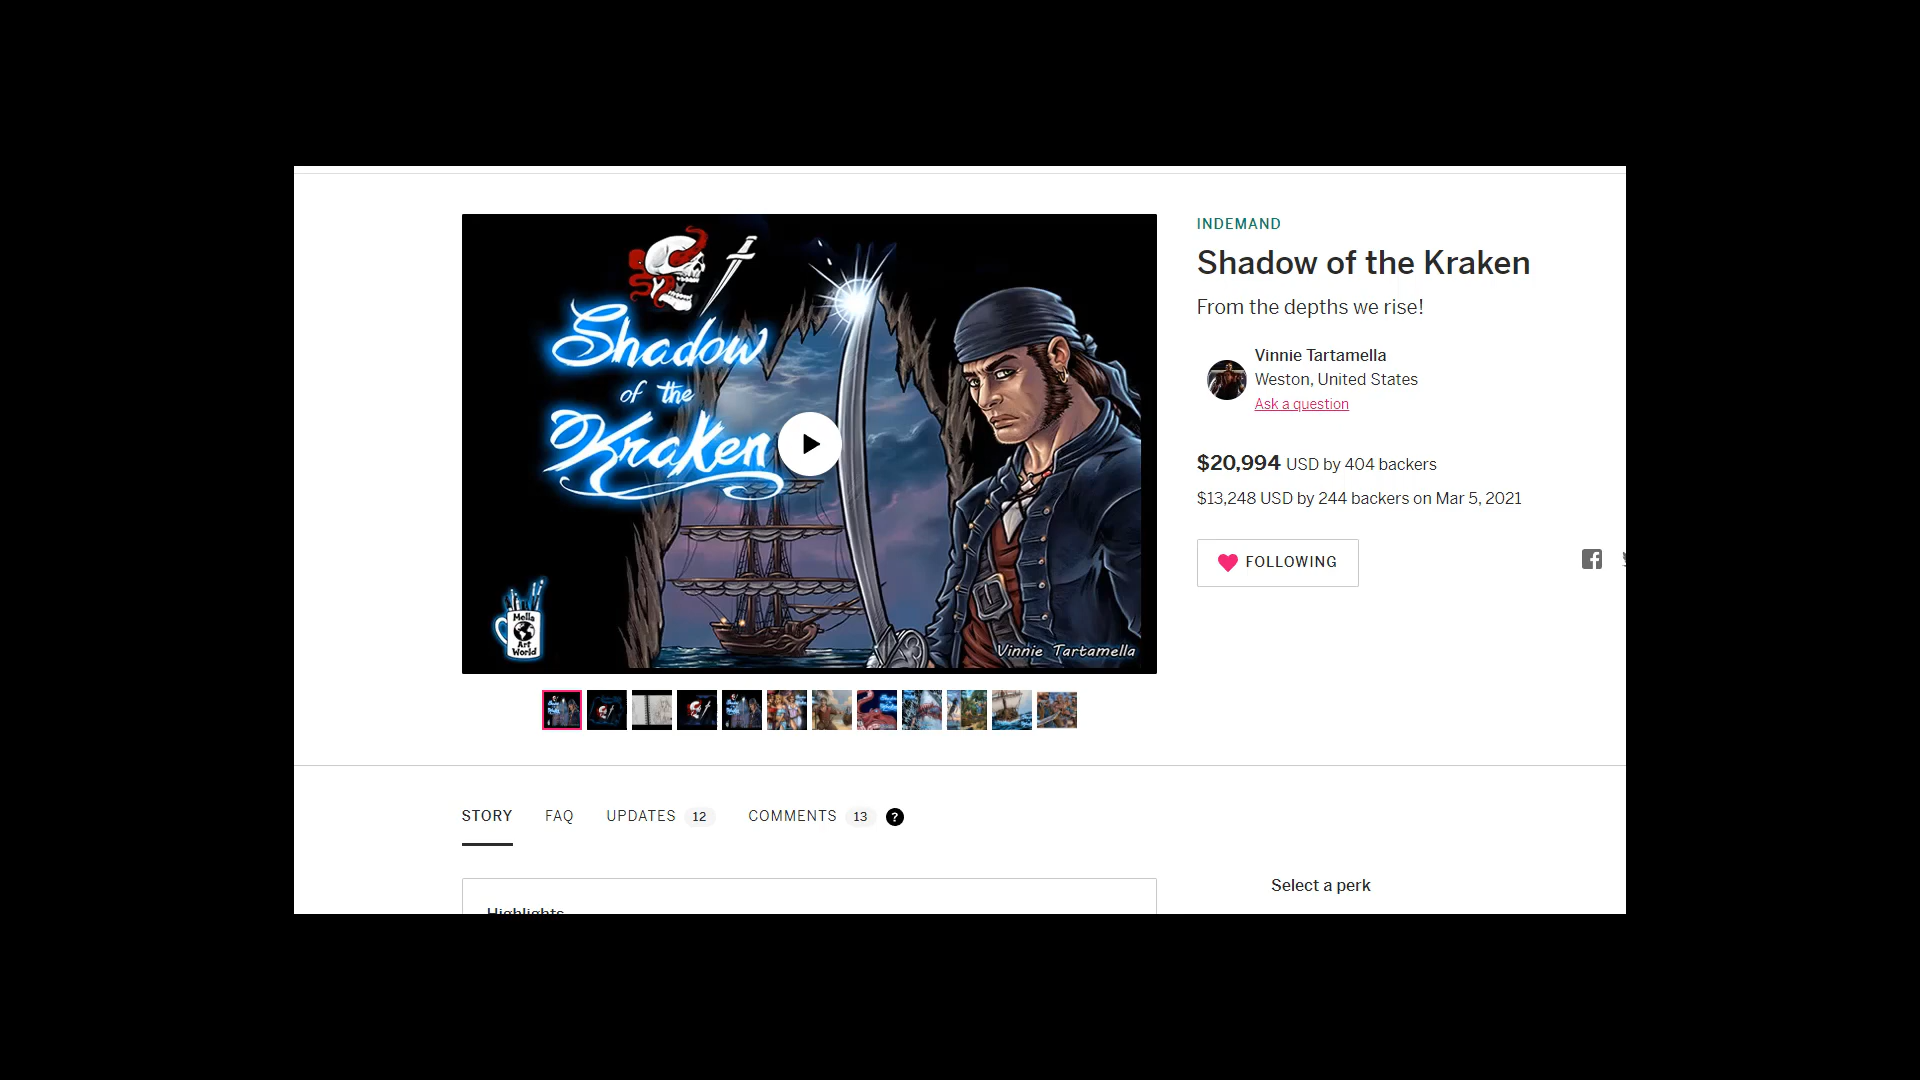 INDEMAND
Shadow of the Kraken
From the depths we rise!
Vinnie Tartamella
Weston, United States
Ask a question
$20,994 USD by 404 backers
$13,248 USD by 244 backers on Mar 5, 2021
FOLLOWING
Shadow
of the
Kraken
Mella
Art
World
Vinnie Tartamella
STORY FAQ UPDATES 12 COMMENTS 13 ?
Highlights
Select a perk